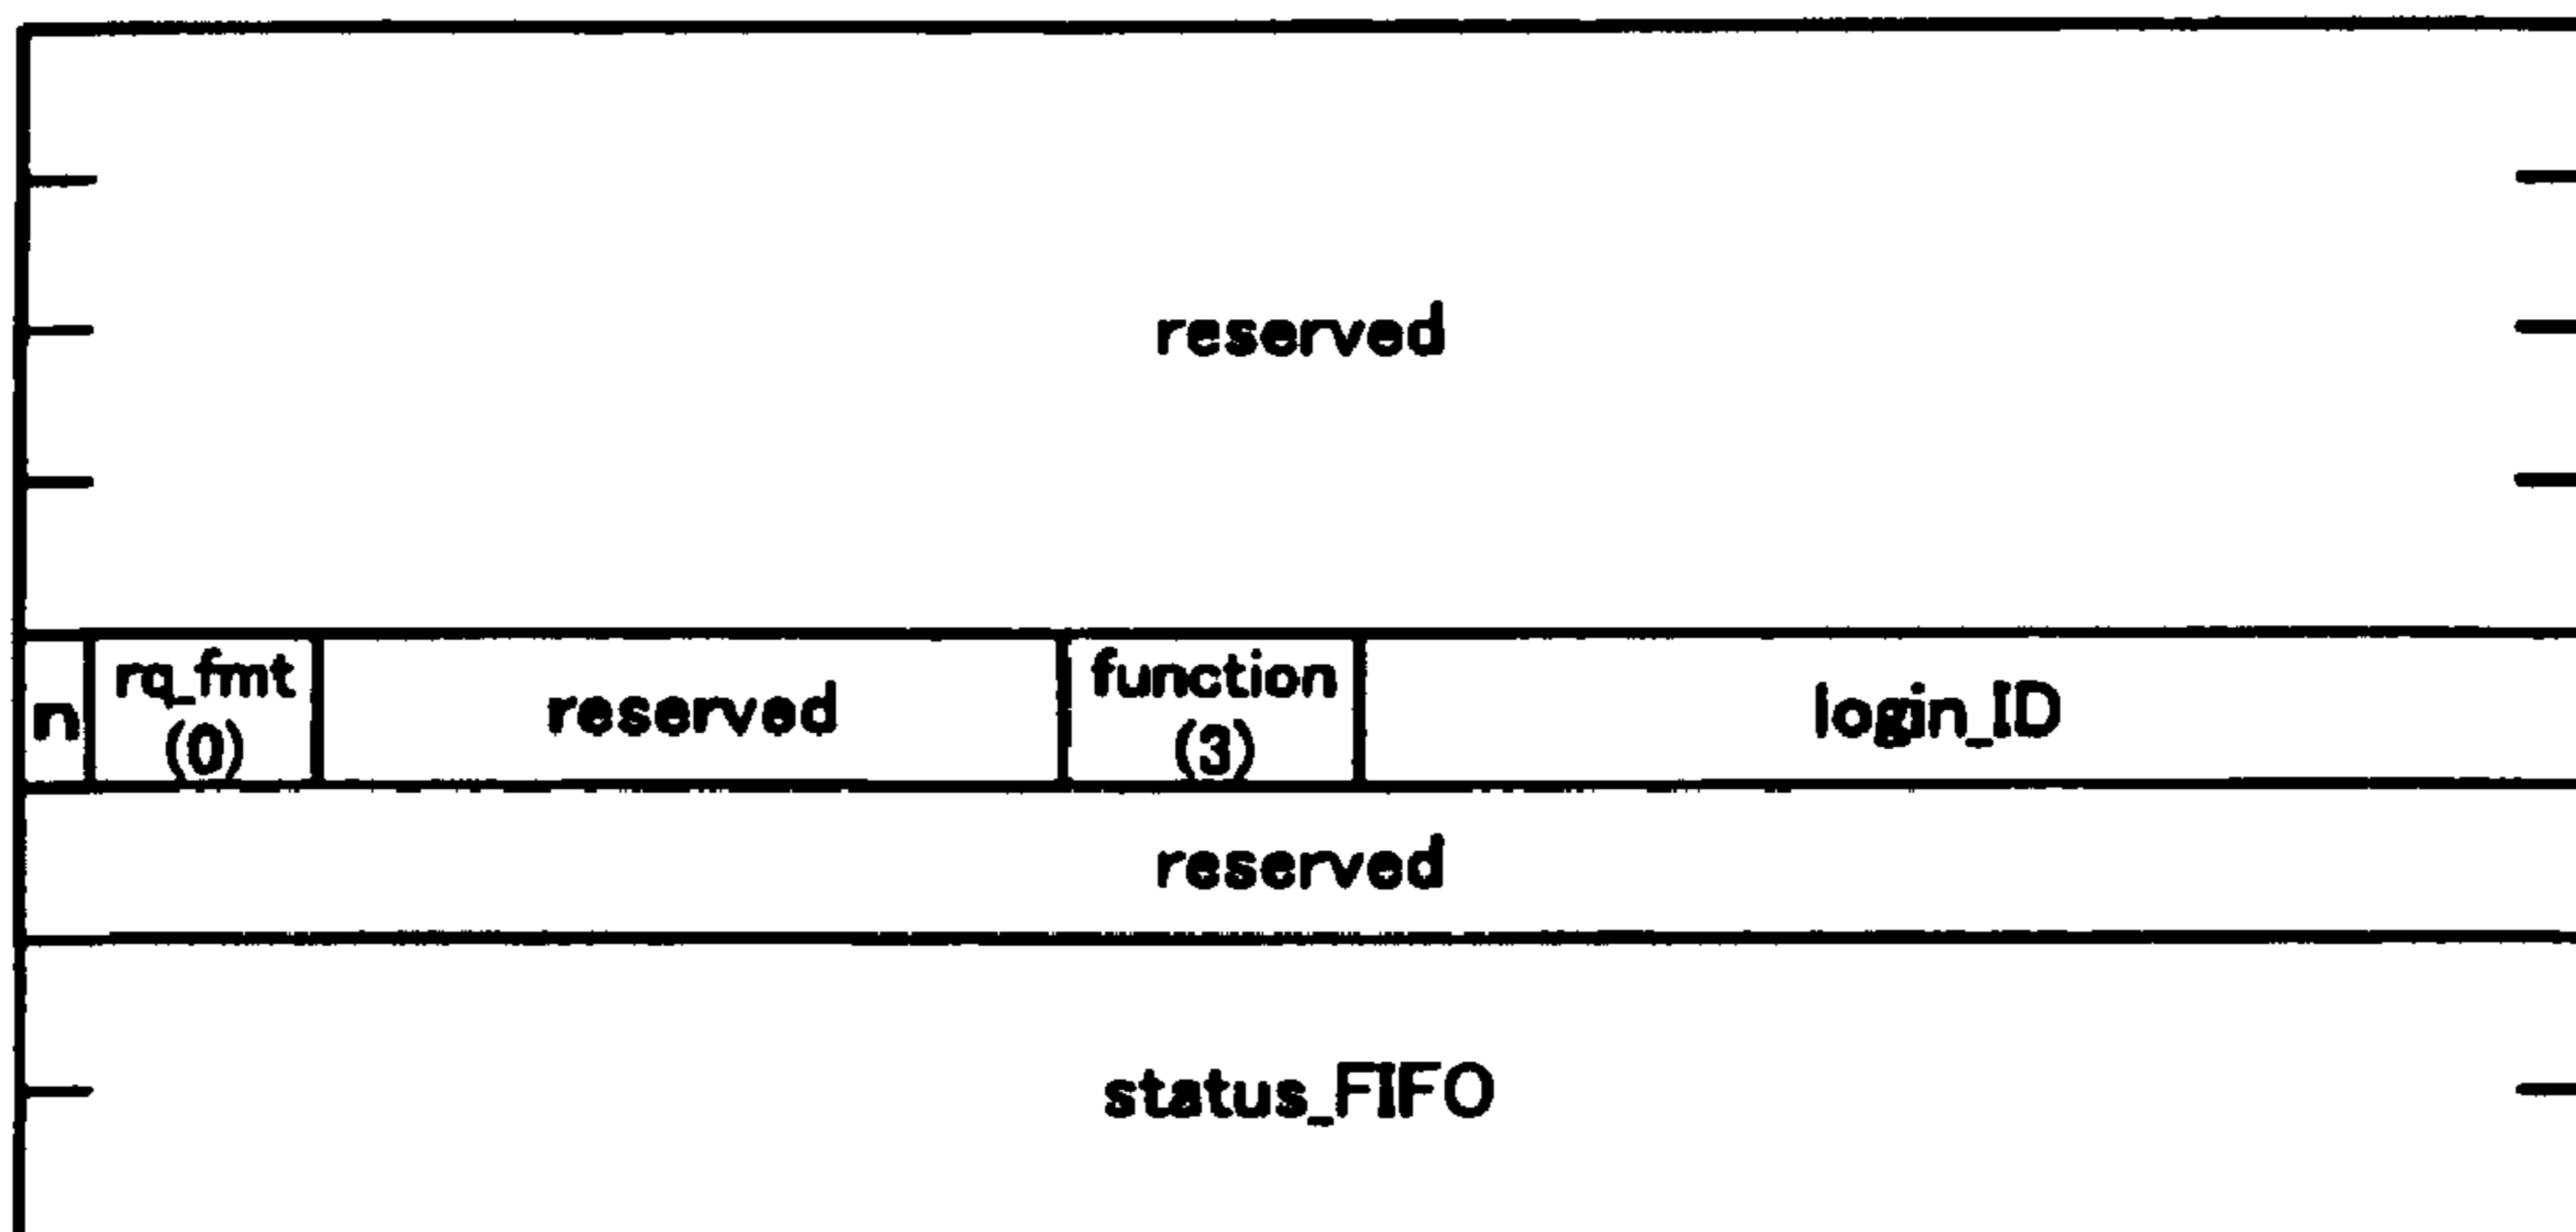 reserved
n
rq_fmt
(0)
reserved
function
(3)
login_ID
reserved
status_FIFO